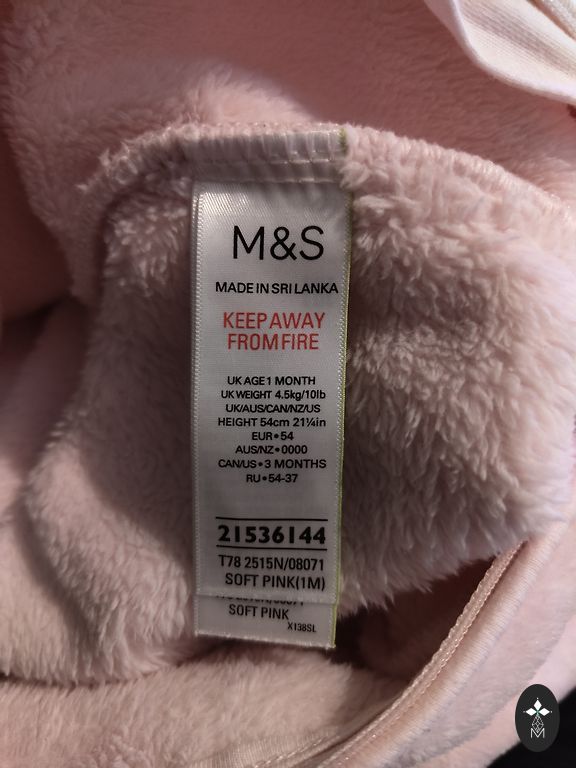 M&S
MADE IN SRI LANKA
KEEP AWAY
FROM FIRE
UK AGE 1 MONTH
UK WEIGHT 4.5kg/10lb
UK/AUS/CAN/NZ/US
HEIGHT 54cm 21¼in
EUR•54
AUS/NZ•0000
CAN/US•3 MONTHS
RU•54-37
21536144
T78 2515N/08071
SOFT PINK(1M)
SOFT PINK
X138SL